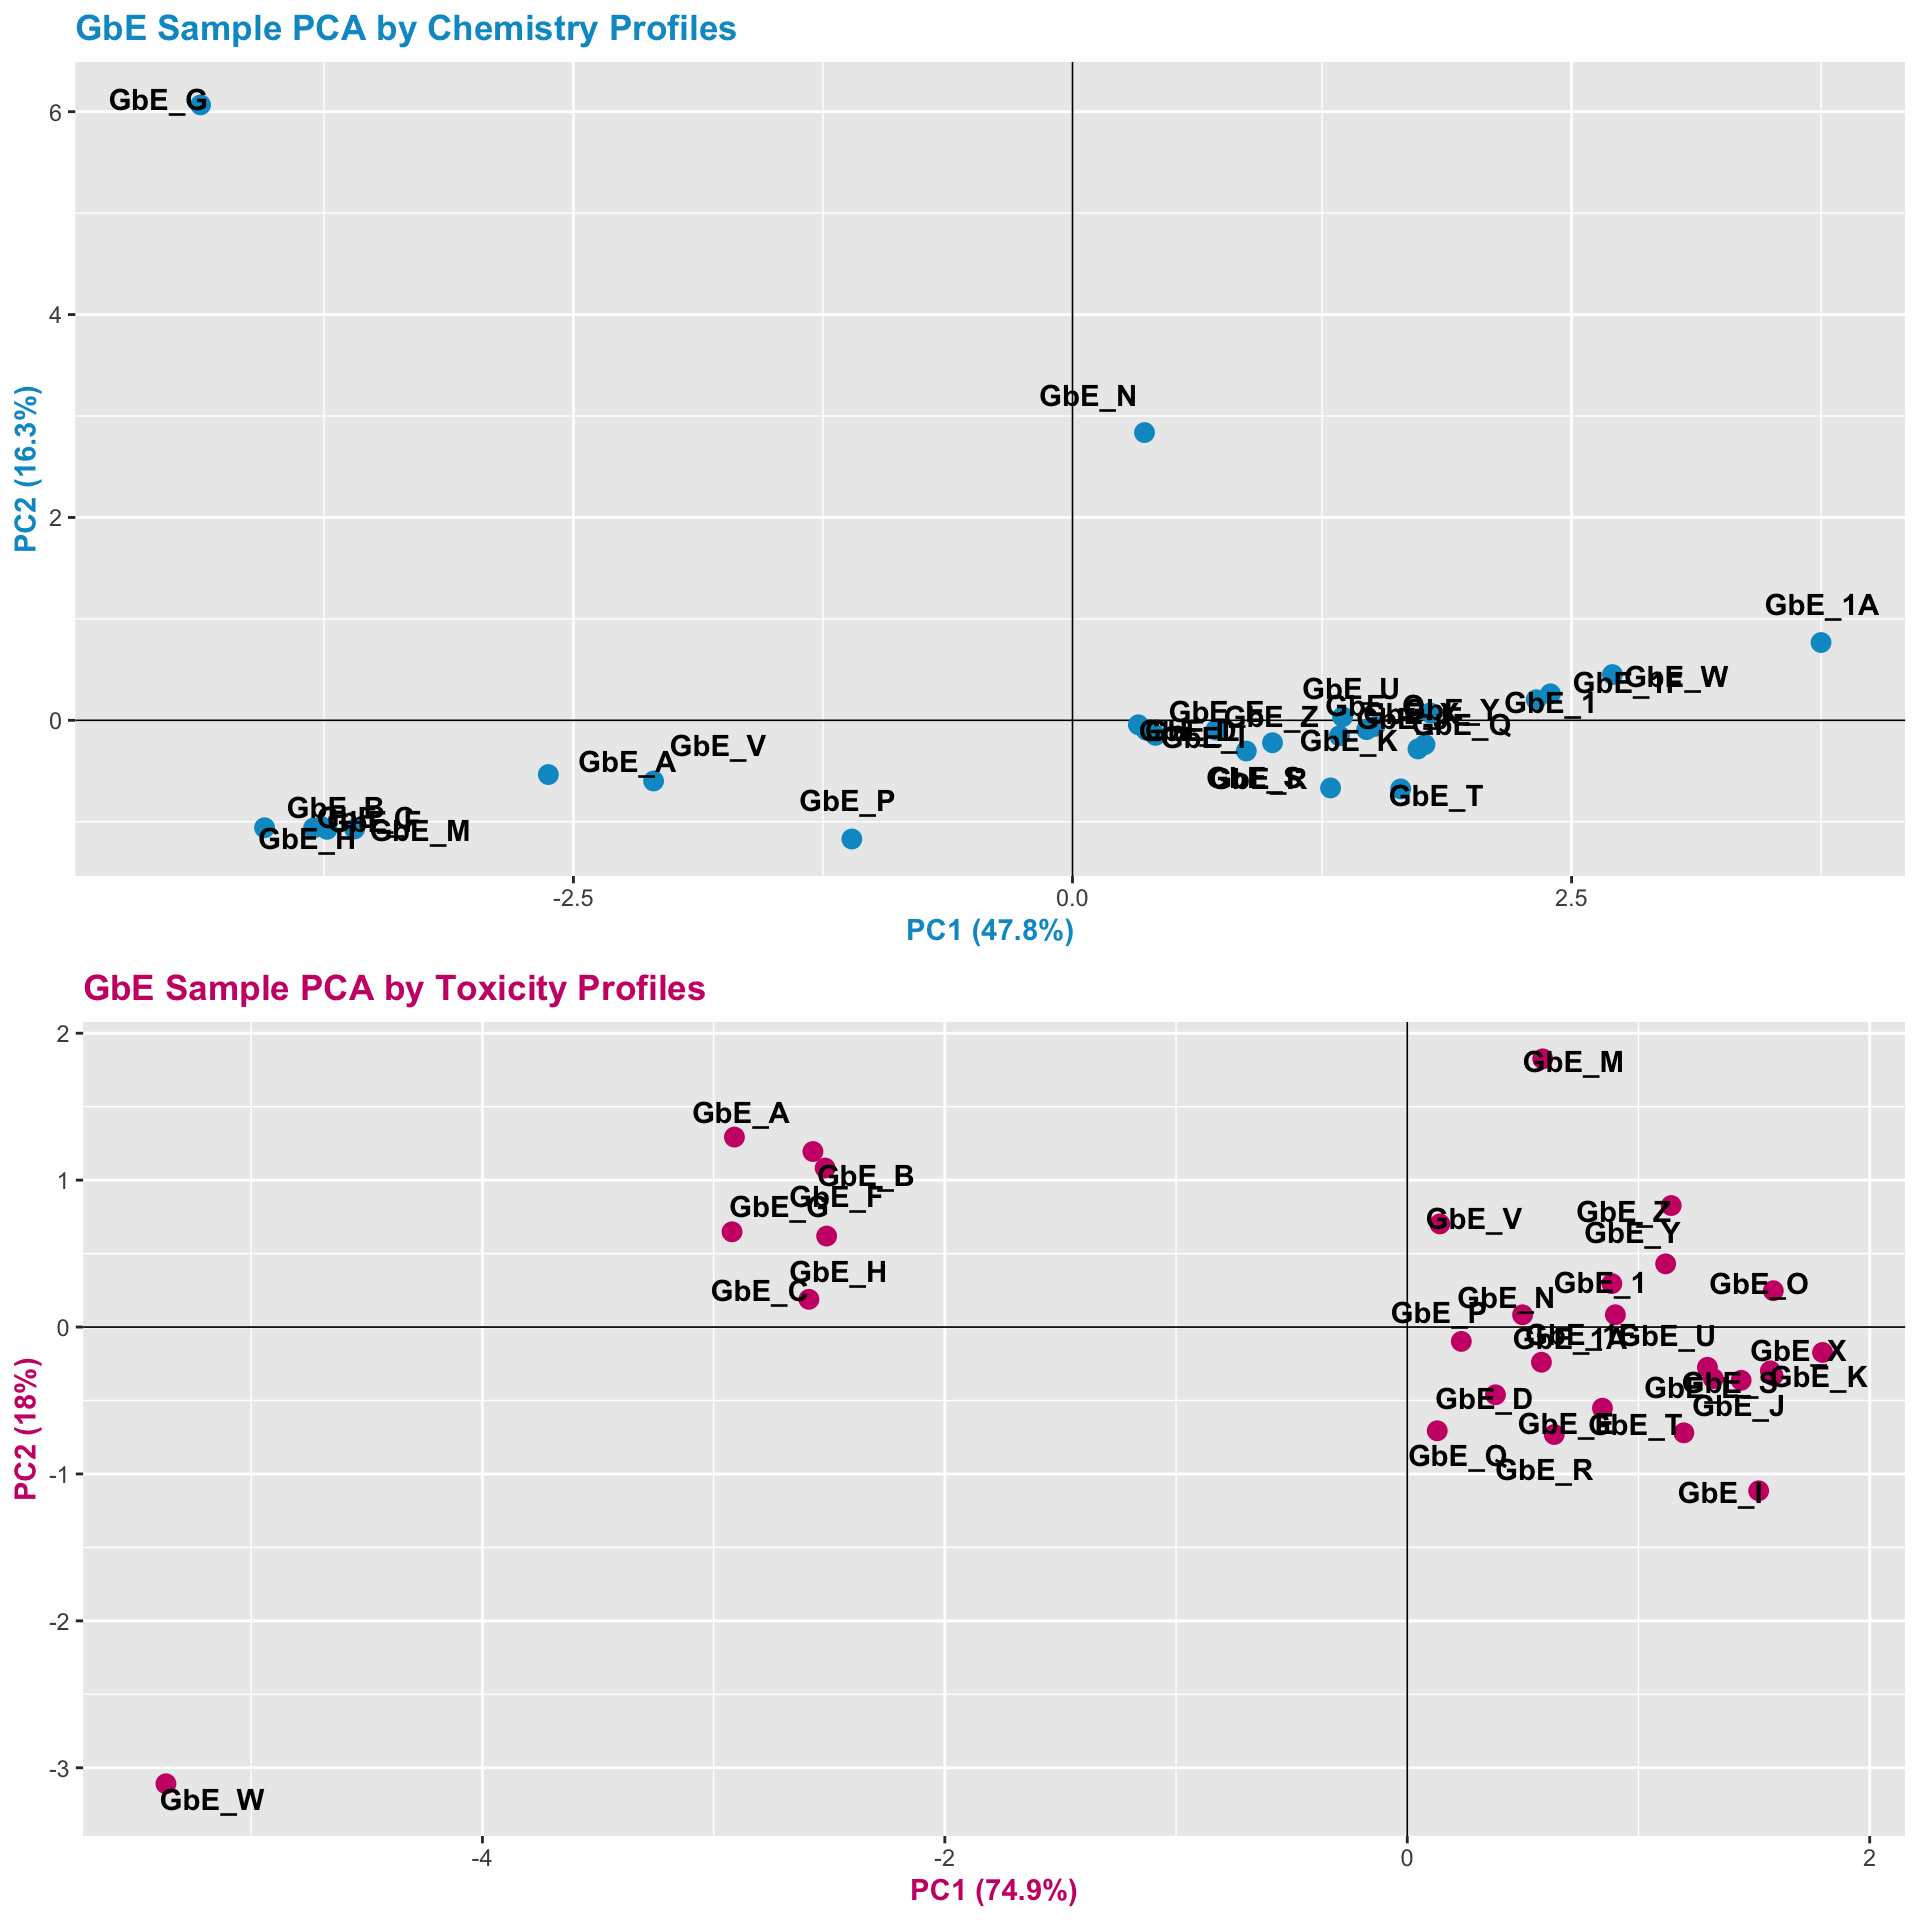 GbE Sample PCA by Chemistry Profiles
6
4
2
0
PC2 (16.3%)
GbE_G
GbE_N
GbE_1A
GbE_W
GbE_1F
GbE_1
GbE_U
GbE_Y
GbE_Q
GbE_K
GbE_Z
GbE_I
GbE_R
GbE_T
GbE_V
GbE_A
GbE_P
GbE_B
GbE_M
GbE_H
-2.5
0.0
2.5
PC1 (47.8%)
GbE Sample PCA by Toxicity Profiles
2
1
0
-1
-2
-3
PC2 (18%)
GbE_M
GbE_A
GbE_B
GbE_F
GbE_G
GbE_H
GbE_C
GbE_V
GbE_Z
GbE_Y
GbE_1
GbE_O
GbE_N
GbE_P
GbE_1A
GbE_U
GbE_X
GbE_K
GbE_S
GbE_J
GbE_D
GbE_T
GbE_Q
GbE_R
GbE_I
GbE_W
-4
-2
0
2
PC1 (74.9%)